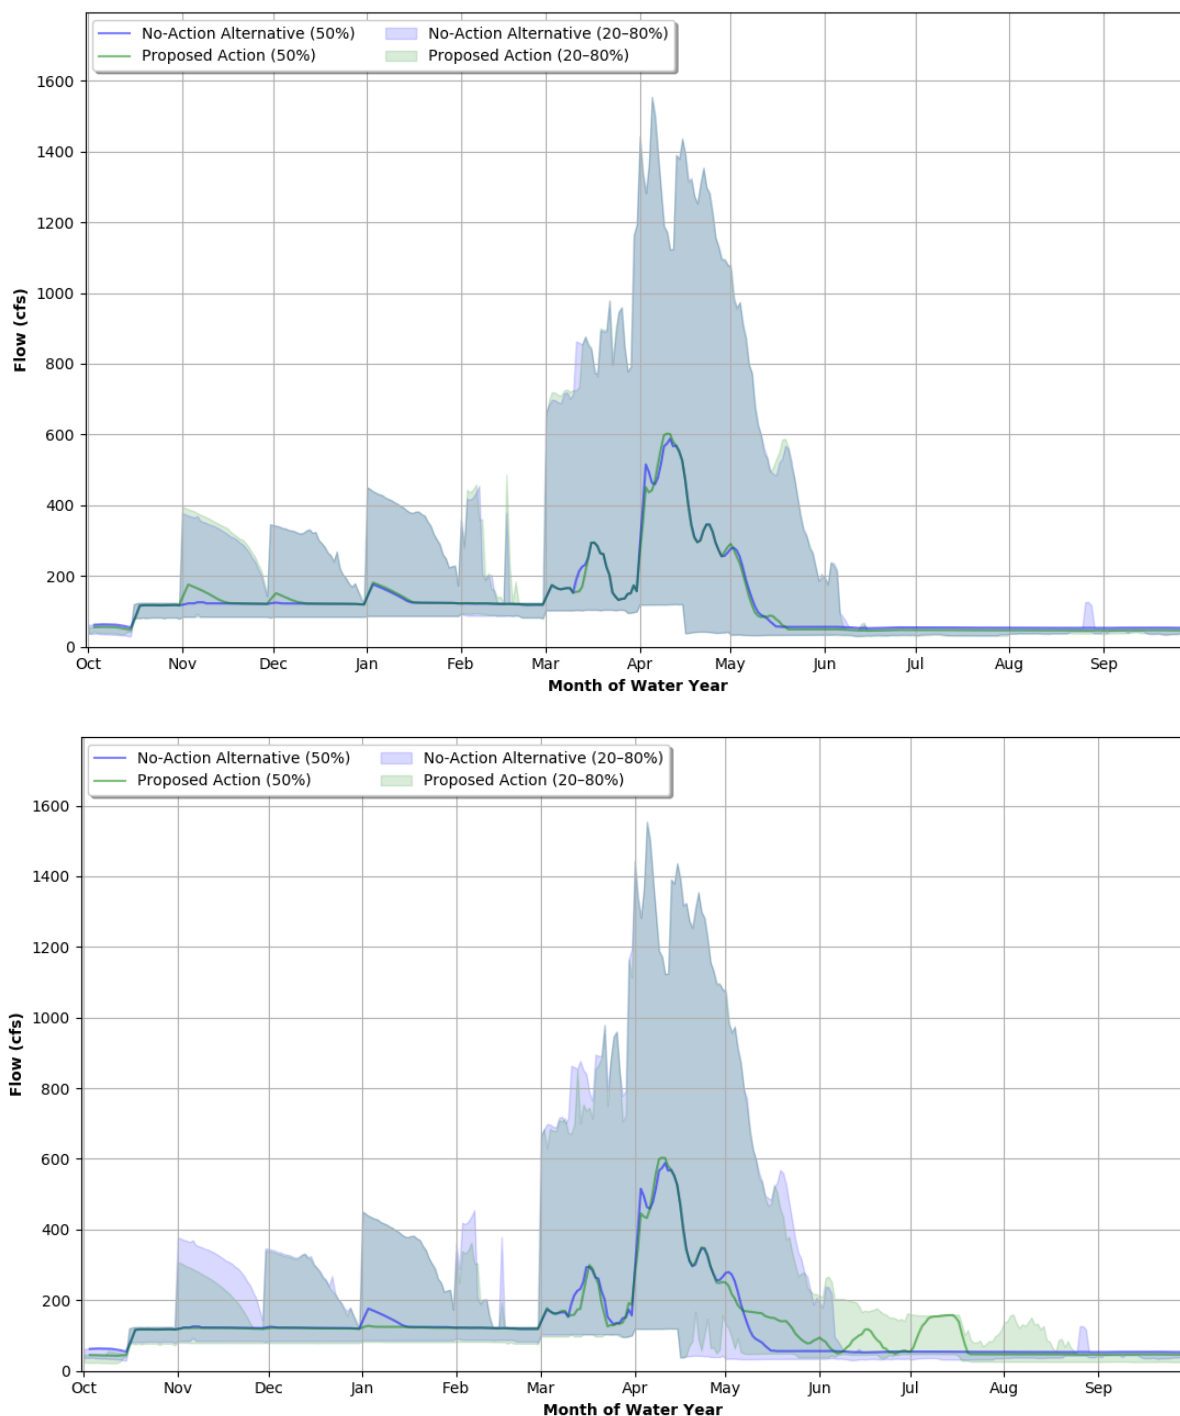 No-Action Alternative (50%) No-Action Alternative (20–80%)
Proposed Action (50%) Proposed Action (20–80%)
1600
1400
1200
1000
800
600
400
200
0
Flow (cfs)
Oct Nov Dec Jan Feb Mar Apr May Jun Jul Aug Sep
Month of Water Year
No-Action Alternative (50%) No-Action Alternative (20–80%)
Proposed Action (50%) Proposed Action (20–80%)
1600
1400
1200
1000
800
600
400
200
0
Flow (cfs)
Oct Nov Dec Jan Feb Mar Apr May Jun Jul Aug Sep
Month of Water Year